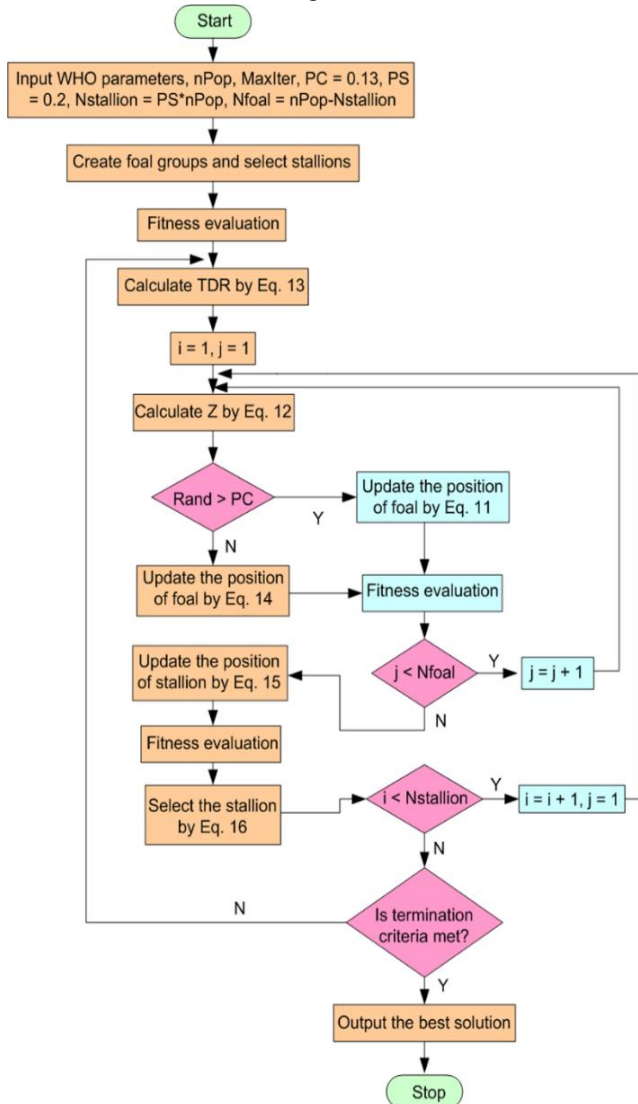 Start
Input WHO parameters, nPop, MaxIter, PC = 0.13, PS
= 0.2, Nstallion = PS*nPop, Nfoal = nPop-Nstallion
Create foal groups and select stallions
Fitness evaluation
Calculate TDR by Eq. 13
i = 1, j = 1
Calculate Z by Eq. 12
Rand > PC
Y
Update the position
of foal by Eq. 11
N
Update the position
of foal by Eq. 14
Fitness evaluation
j < Nfoal
Y
j = j + 1
N
Update the position
of stallion by Eq. 15
Fitness evaluation
Select the stallion
by Eq. 16
i < Nstallion
Y
i = i + 1, j = 1
N
Is termination
criteria met?
N
Y
Output the best solution
Stop